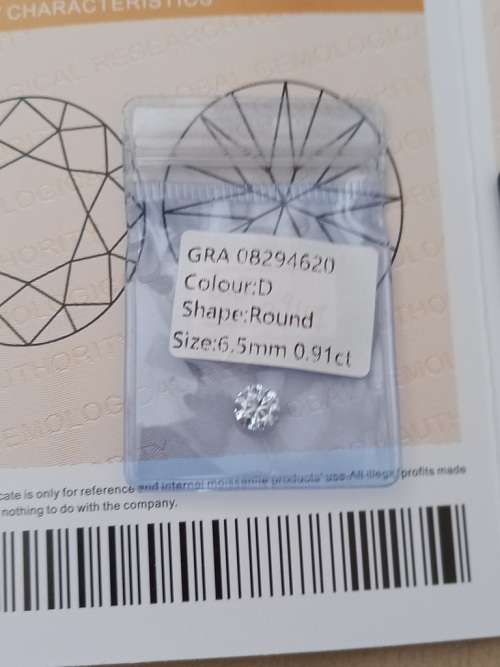 CHARACTERISTICS
GRA 08294620
Colour:D
Shape:Round
Size:6.5mm 0.91ct
cate is only for reference and internal moissanite products' use.All illegal profits made
nothing to do with the company.